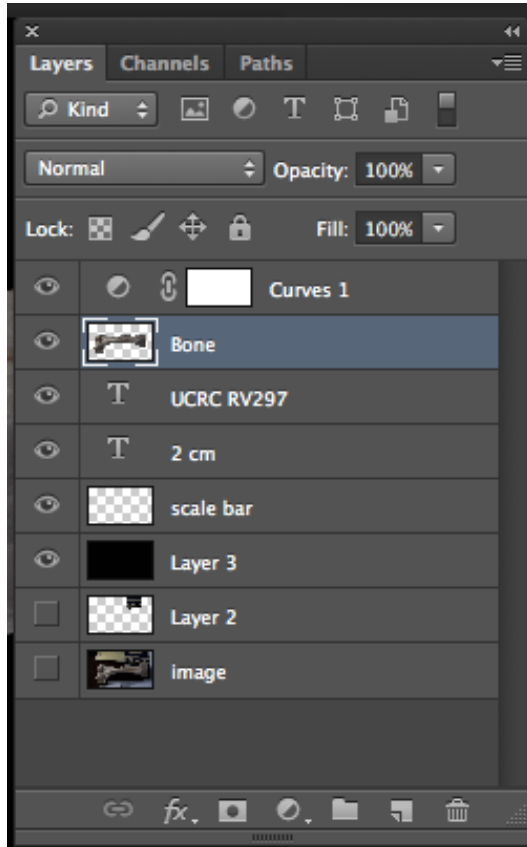 Layers Channels Paths
Kind
Normal Opacity: 100%
Lock: Fill: 100%
Curves 1
Bone
T UCRC RV297
T 2 cm
scale bar
Layer 3
Layer 2
image
fx.